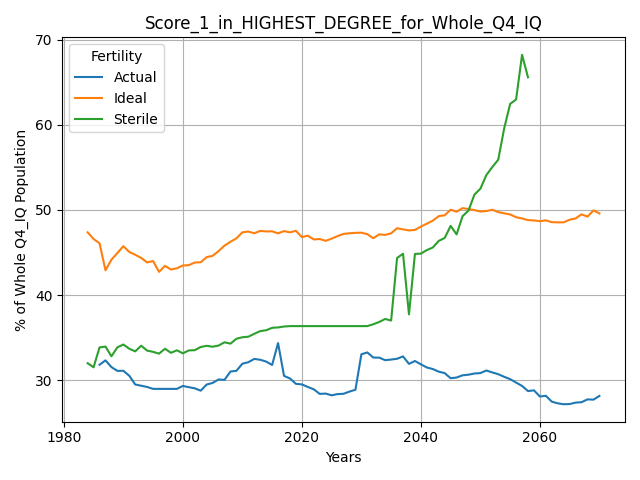 Score_1_in_HIGHEST_DEGREE_for_Whole_Q4_IQ
% of Whole Q4_IQ Population
70
60
50
40
30
Fertility
Actual
Ideal
Sterile
1980
2000
2020
2040
2060
Years